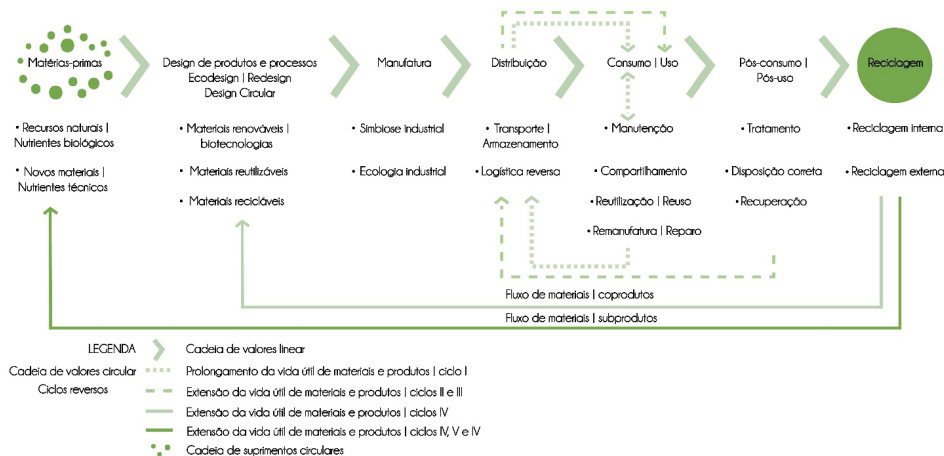 Matérias-primas
Design de produtos e processos
Ecodesign | Redesign
Design Circular
Manufatura
Distribuição
Consumo | Uso
Pós-consumo |
Pós-uso
Reciclagem
• Recursos naturais |
Nutrientes biológicos
• Novos materiais |
Nutrientes técnicos
• Materiais renováveis |
biotecnologias
• Materiais reutilizáveis
• Materiais recicláveis
• Simbiose industrial
• Ecologia industrial
• Transporte |
Armazenamento
• Logística reversa
• Manutenção
• Compartilhamento
• Reutilização | Reuso
• Remanufatura | Reparo
• Tratamento
• Disposição correta
• Recuperação
• Reciclagem interna
• Reciclagem externa
Fluxo de materiais | coprodutos
Fluxo de materiais | subprodutos
LEGENDA
Cadeia de valores linear
Cadeia de valores circular
Ciclos reversos
Prolongamento da vida útil de materiais e produtos | ciclo I
Extensão da vida útil de materiais e produtos | ciclos II e III
Extensão da vida útil de materiais e produtos | ciclos IV
Extensão da vida útil de materiais e produtos | ciclos IV, V e IV
Cadeia de suprimentos circulares